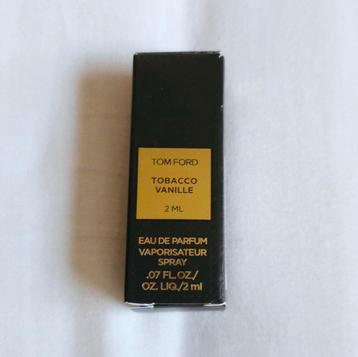 TOM FORD
TOBACCO
VANILLE
2 ML
EAU DE PARFUM
VAPORISATEUR
SPRAY
.07 FL.OZ./
OZ. LIQ./2 ml